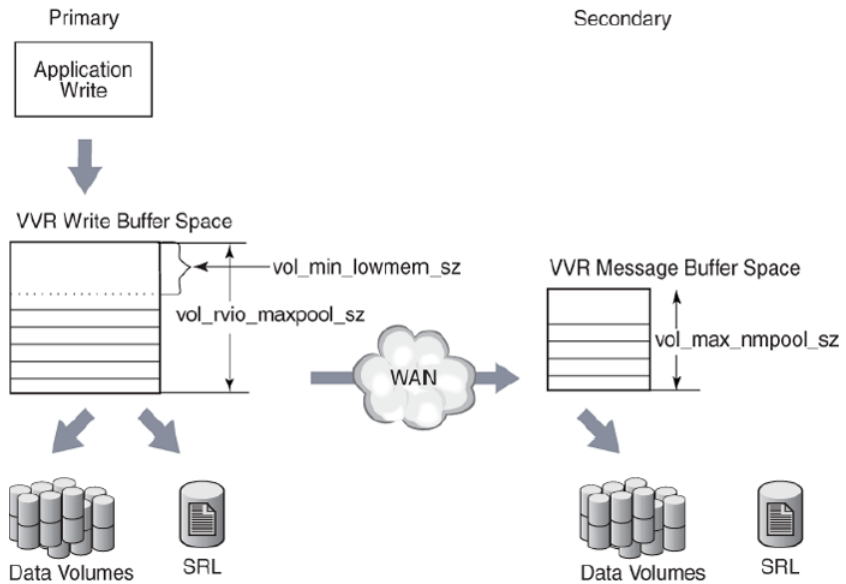 Primary
Secondary
Application
Write
VVR Write Buffer Space
vol_min_lowmem_sz
VVR Message Buffer Space
vol_rvio_maxpool_sz
vol_max_nmpool_sz
WAN
Data Volumes
SRL
Data Volumes
SRL